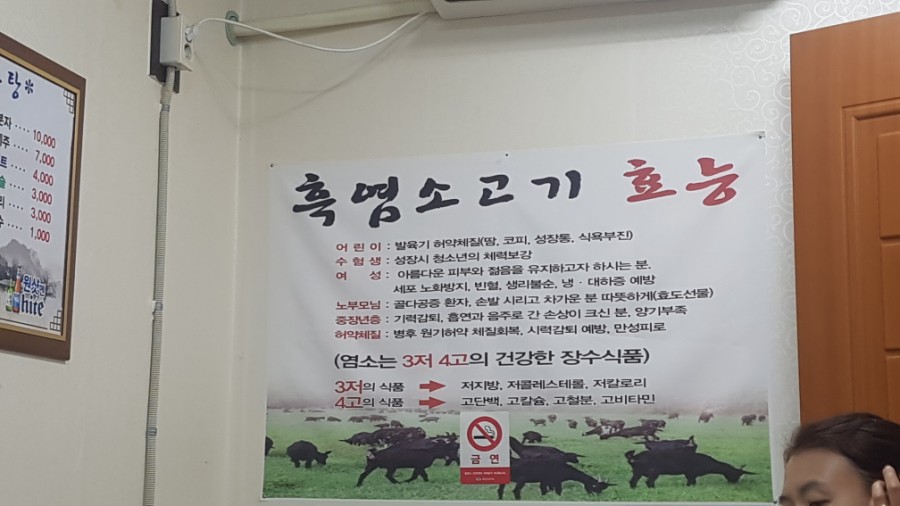 탕
10,000
7,000
4,000
3,000
3,000
1,000
hite
흑염소고기 효능
어 린 이 : 발육기 허약체질(땀, 코피, 성장통, 식욕부진)
수 험 생 : 성장시 청소년의 체력보강
여 성 : 아름다운 피부와 젊음을 유지하고자 하시는 분.
세포 노화방지, 빈혈, 생리불순, 냉 · 대하증 예방
노부모님 : 골다공증 환자, 손발 시리고 차가운 분 따뜻하게(효도선물)
중장년층 : 기력감퇴, 흡연과 음주로 간 손상이 크신 분, 양기부족
허약체질 : 병후 원기허약 체질회복, 시력감퇴 예방, 만성피로
(염소는 3저 4고의 건강한 장수식품)
3저의 식품 → 저지방, 저콜레스테롤, 저칼로리
4고의 식품 → 고단백, 고칼슘, 고철분, 고비타민
금 연